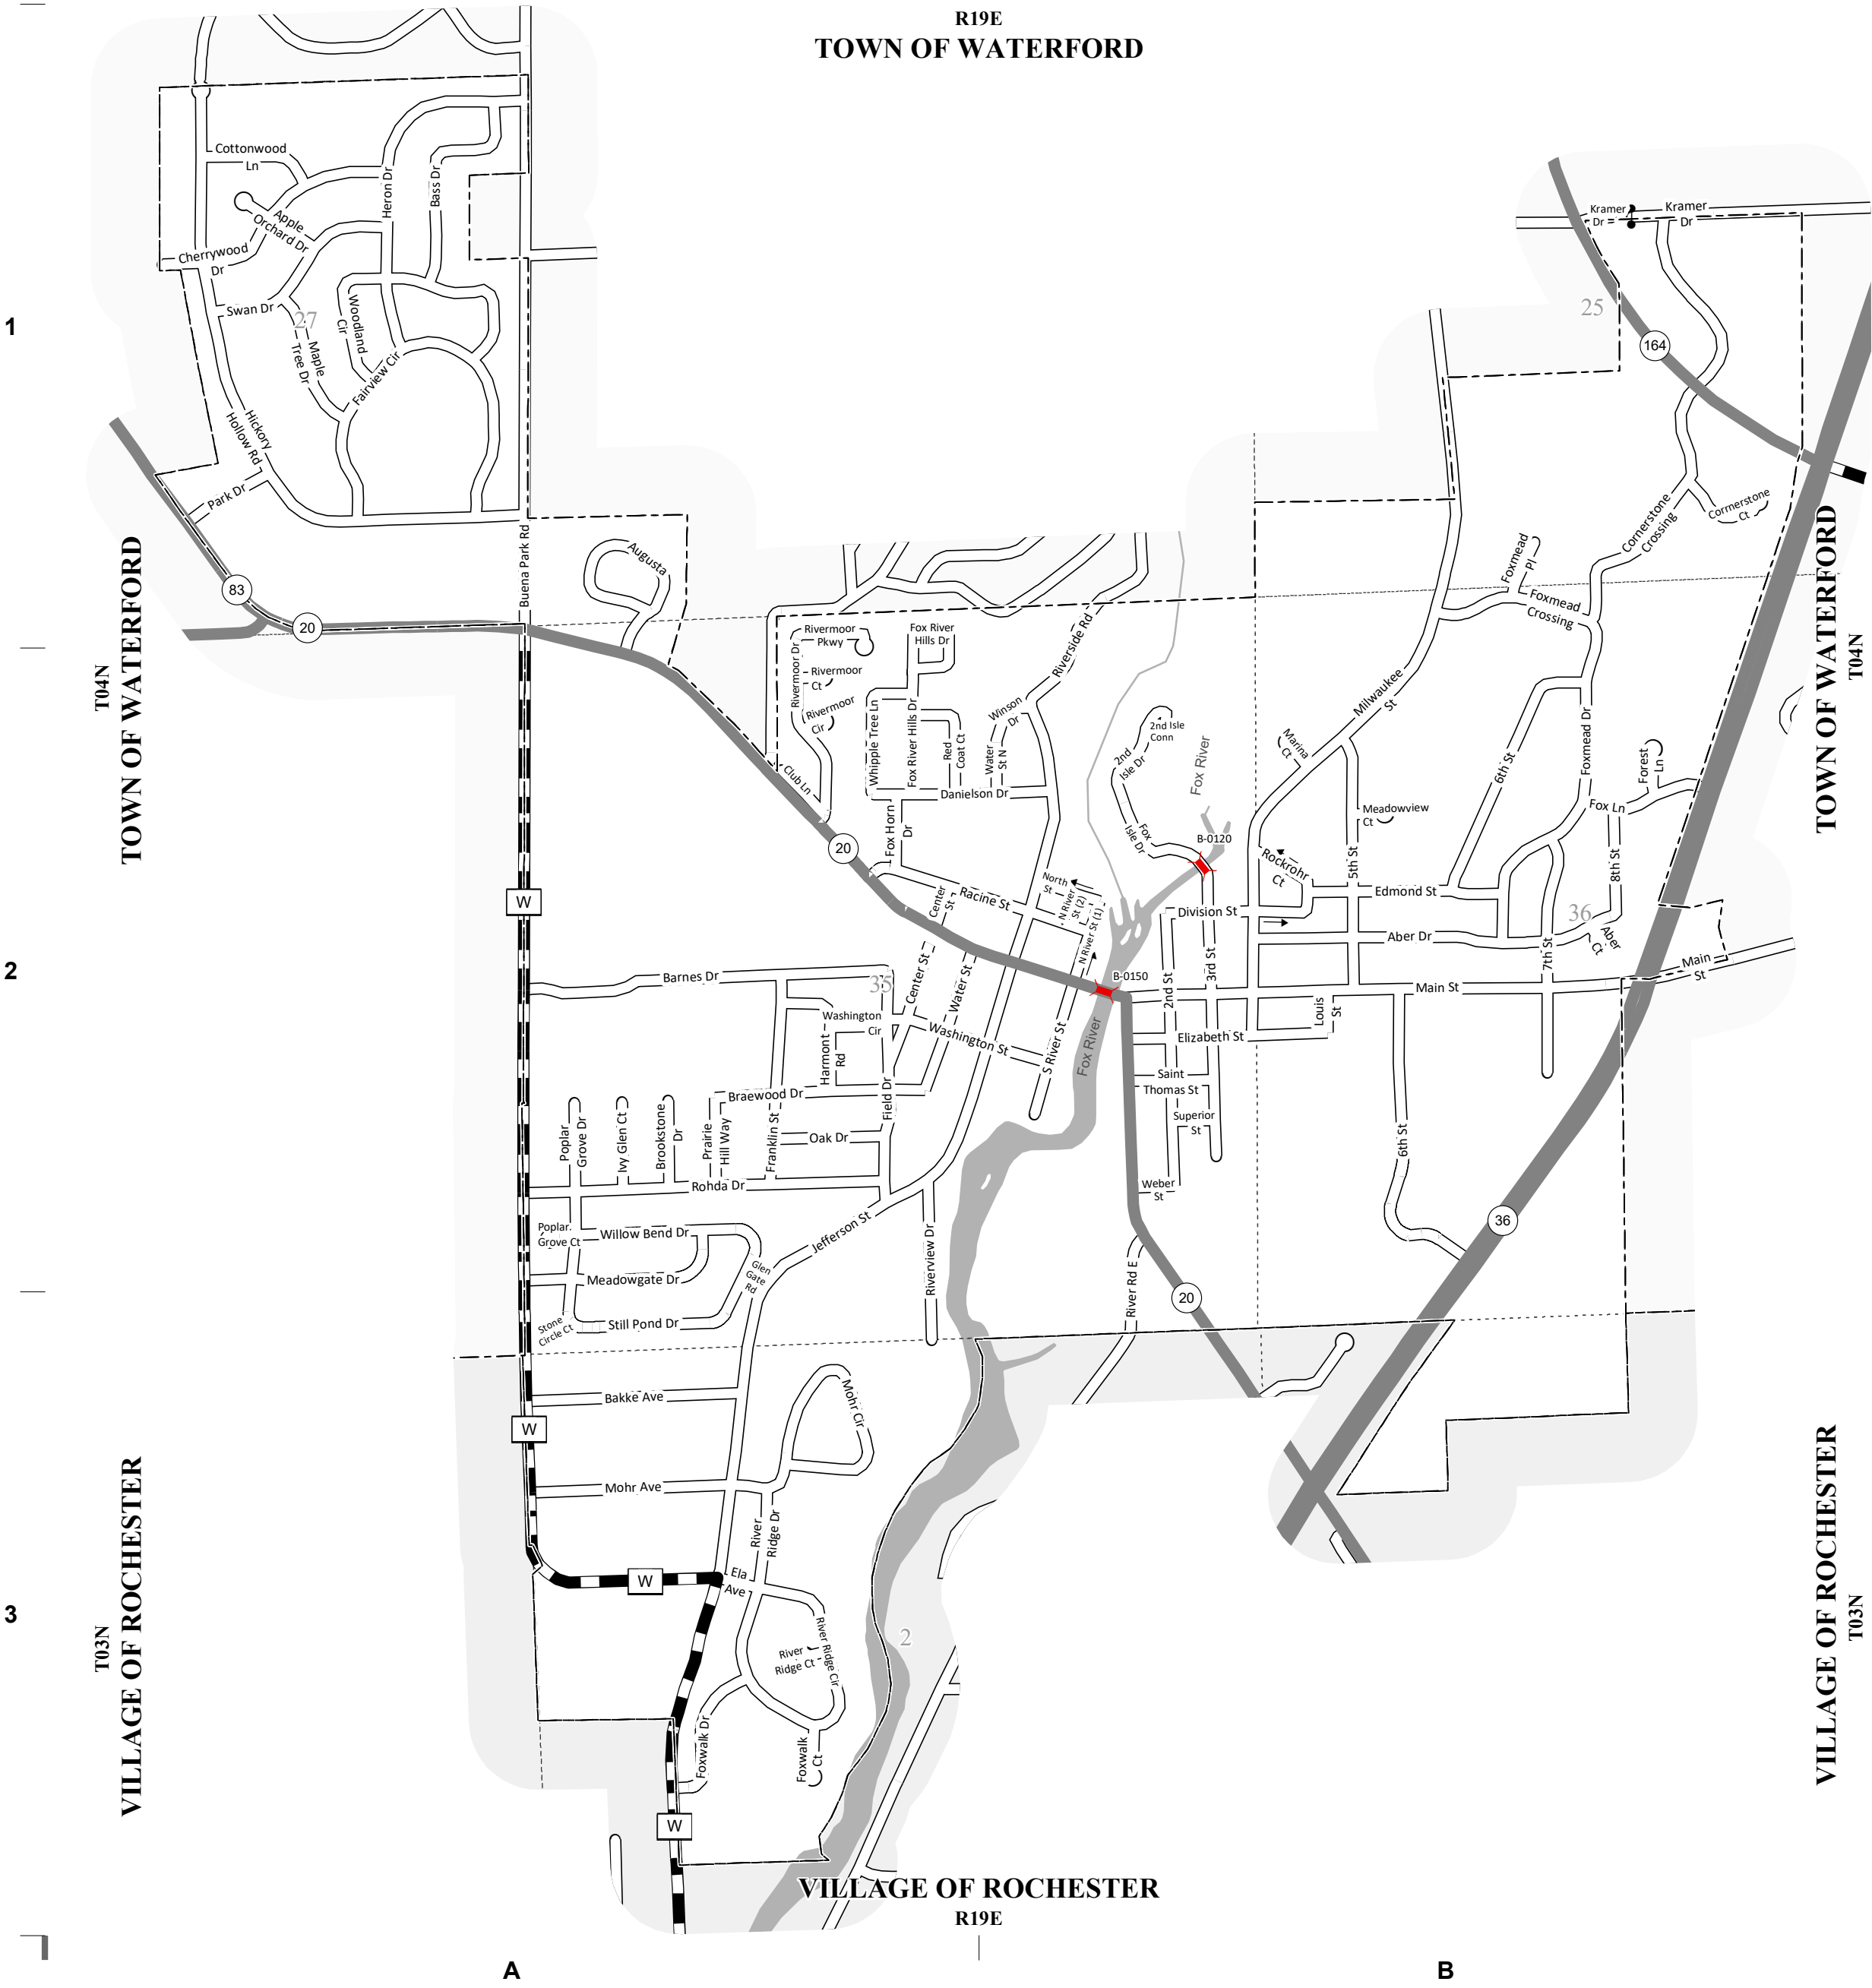 R19E
TOWN OF WATERFORD
Cottonwood
Ln
Heron Dr
Bass Dr
Apple
Orchard Dr
Cherrywood
Dr
Swan Dr
27
Woodland
Cir
Maple
Tree Dr
Fairview Cir
Hickory
Hollow Rd
Park Dr
1
Kramer
Dr
Kramer
Dr
25
164
Cornerstone
Crossing
Cornerstone
Ct
TOWN OF WATERFORD
T04N
TOWN OF WATERFORD
T04N
83
20
Buena Park Rd
Augusta
Foxmead
Pl
Foxmead
Crossing
Rivermoor
Pkwy
Rivermoor Dr
Rivermoor
Ct
Rivermoor
Cir
Fox River
Hills Dr
Riverside Rd
Whipple Tree Ln
Fox River Hills Dr
Red
Coat Ct
Winson
Dr
Water
St N
Danielson Dr
Club Ln
Fox Horn
Dr
2nd Isle
Conn
2nd
Isle Dr
Fox
Isle Dr
Fox River
Milwaukee
St
Marina
Ct
6th St
Foxmead Dr
Forest
Ln
Fox Ln
Meadowview
Ct
5th St
8th St
B-0120
Rockrohr
Ct
20
W
Center
St
Racine St
North
St
N River
St (2)
N River St (1)
Division St
Edmond St
Aber Dr
36
Aber
Ct
7th St
Main
St
Main St
2
B-0150
3rd St
2nd St
Barnes Dr
35
Center St
Water St
Washington
Cir
Washington St
S River St
Fox River
Elizabeth St
Louis
St
Harmont
Rd
Saint
Thomas St
Superior
St
Braewood Dr
Field Dr
Poplar
Grove Dr
Ivy Glen Ct
Brookstone
Dr
Prairie
Hill Way
Franklin St
Oak Dr
Rohda Dr
Weber
St
6th St
36
Poplar
Grove Ct
Willow Bend Dr
Jefferson St
Riverview Dr
Meadowgate Dr
Glen
Gate
Rd
River Rd E
20
Stone
Circle Ct
Still Pond Dr
Bakke Ave
Mohr Cir
W
Mohr Ave
River
Ridge Dr
W
Ela
Ave
River Ridge Cir
River
Ridge Ct
2
3
T03N
VILLAGE OF ROCHESTER
VILLAGE OF ROCHESTER
T03N
Foxwalk Dr
Foxwalk
Ct
W
VILLAGE OF ROCHESTER
R19E
A
B